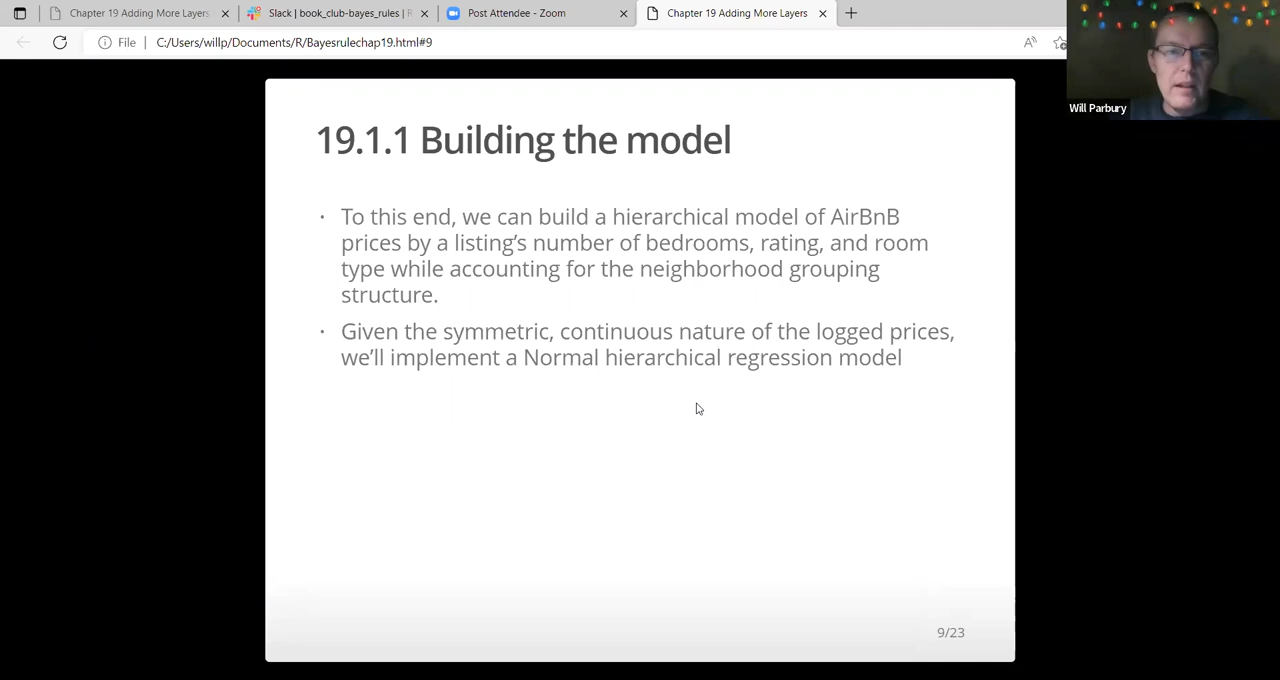 Chapter 19 Adding More Layers
Slack | book_club-bayes_rules | R
Post Attendee - Zoom
Chapter 19 Adding More Layers
File
C:/Users/willp/Documents/R/Bayesrulechap19.html#9
Will Parbury
19.1.1 Building the model
· To this end, we can build a hierarchical model of AirBnB
prices by a listing's number of bedrooms, rating, and room
type while accounting for the neighborhood grouping
structure.
· Given the symmetric, continuous nature of the logged prices,
we'll implement a Normal hierarchical regression model
9/23